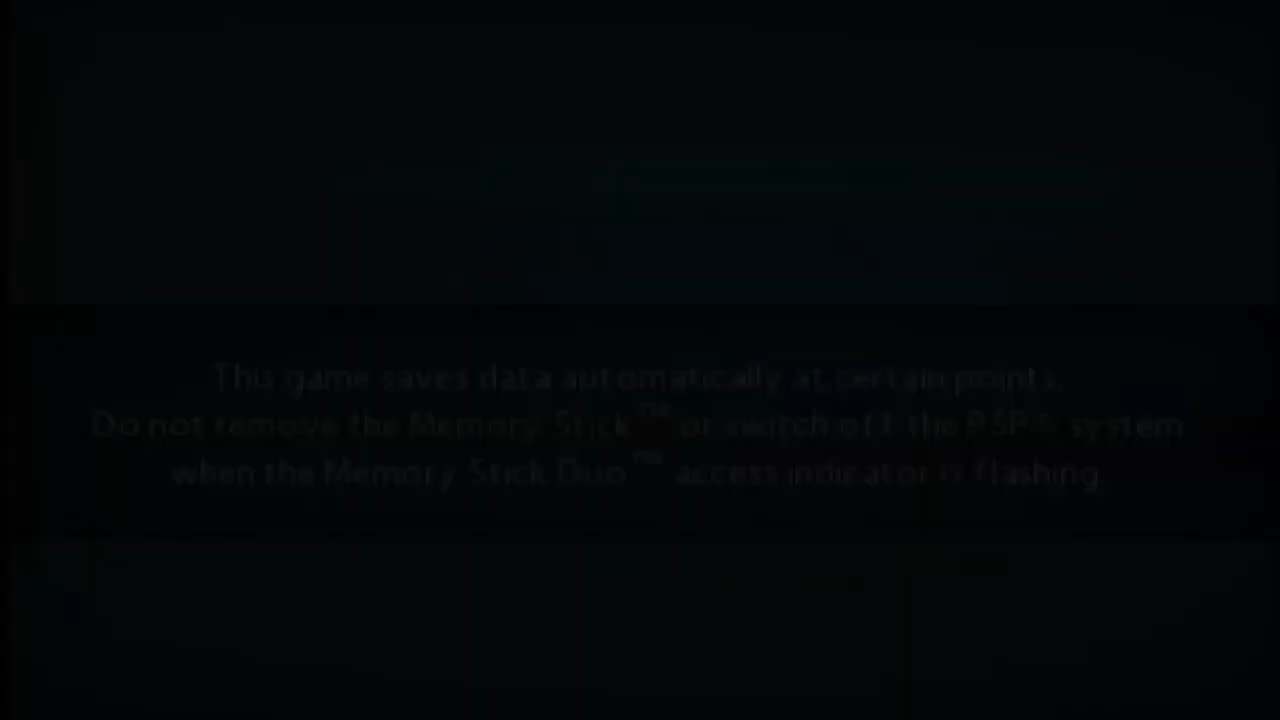 This game saves data automatically at certain points.
Do not remove the Memory Stick™ or switch off the PSP® system
when the Memory Stick Duo™ access indicator is flashing